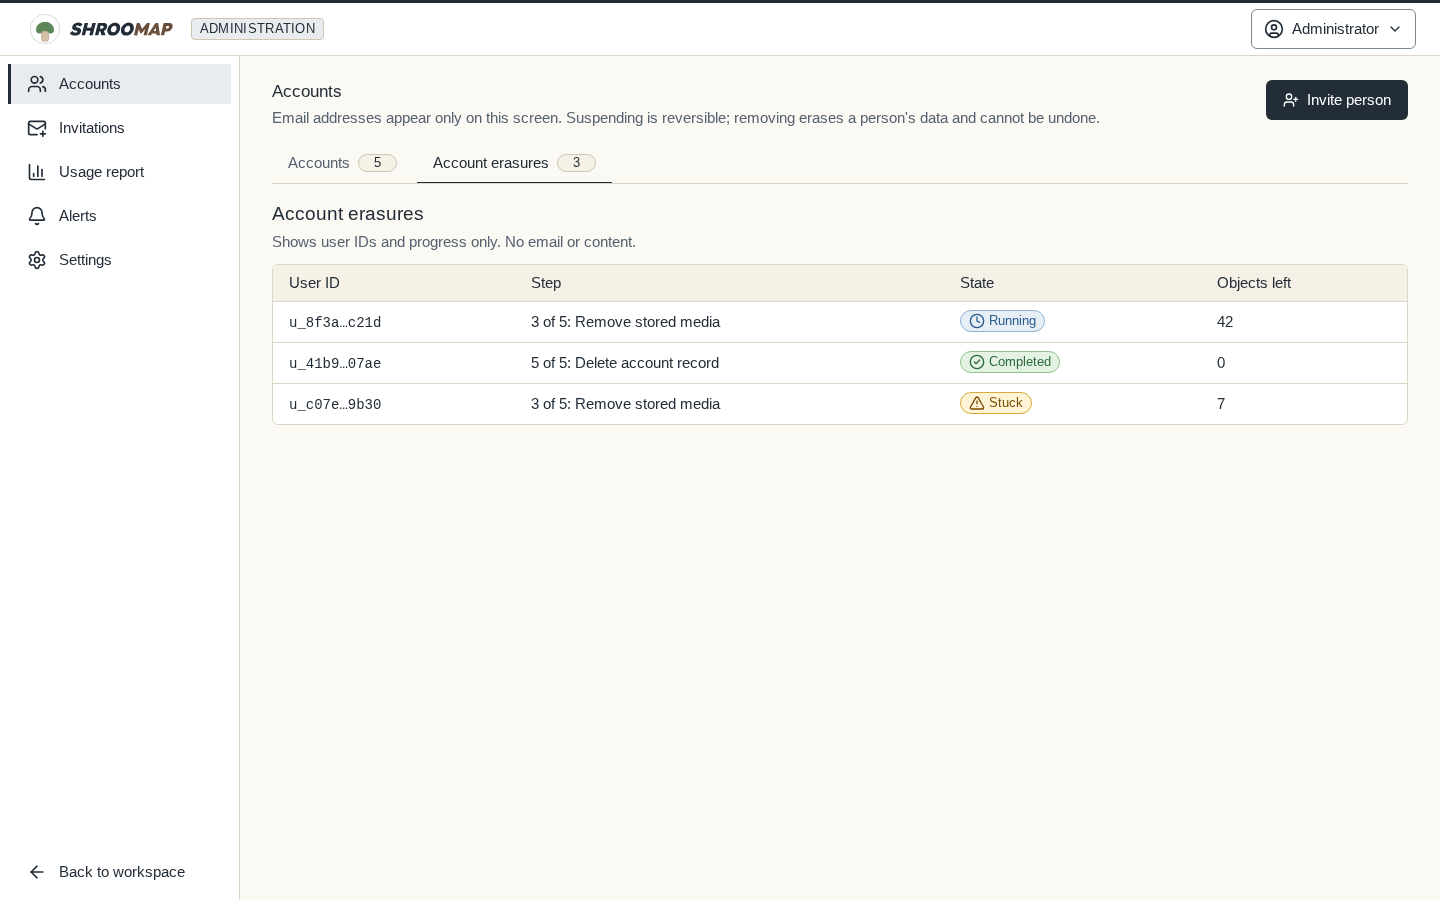 SHROOMAP
ADMINISTRATION
Administrator
Accounts
Invitations
Usage report
Alerts
Settings
Back to workspace
Accounts
Email addresses appear only on this screen. Suspending is reversible; removing erases a person's data and cannot be undone.
Invite person
Accounts 5
Account erasures 3
Account erasures
Shows user IDs and progress only. No email or content.
User ID Step State Objects left
u_8f3a…c21d 3 of 5: Remove stored media Running 42
u_41b9…07ae 5 of 5: Delete account record Completed 0
u_c07e…9b30 3 of 5: Remove stored media Stuck 7